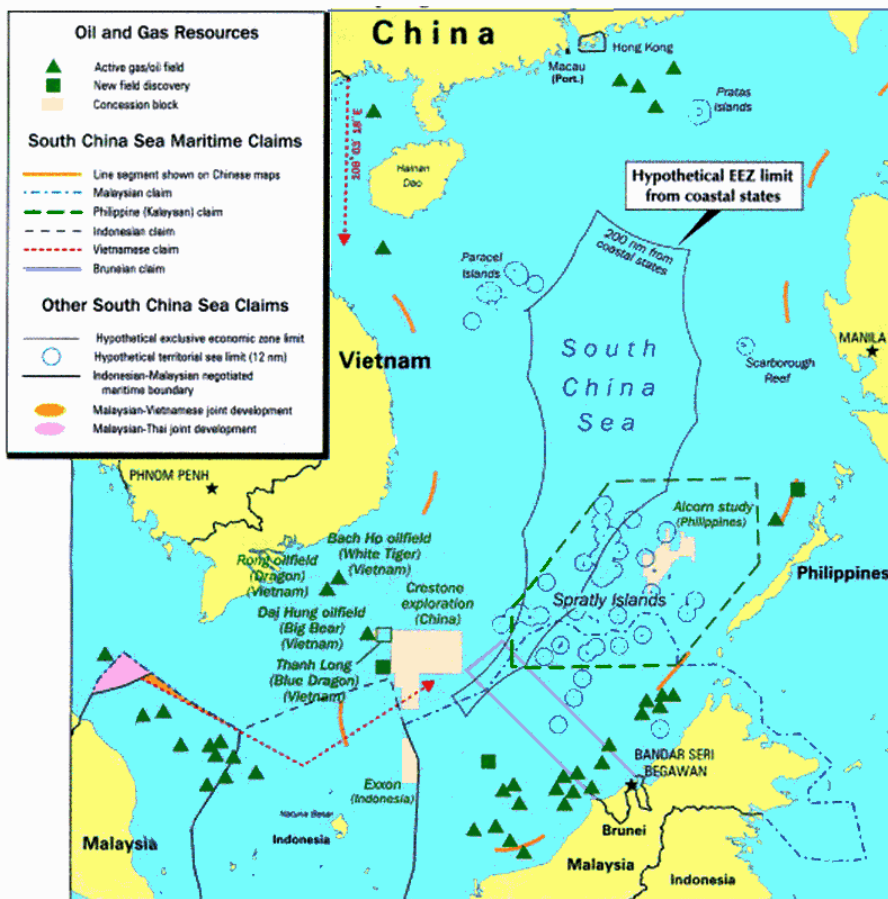 Oil and Gas Resources
Active gas/oil field
New field discovery
Concession block
South China Sea Maritime Claims
Line segment shown on Chinese maps
Malaysian claim
Philippine (Kalayaan) claim
Indonesian claim
Vietnamese claim
Bruneian claim
Other South China Sea Claims
Hypothetical exclusive economic zone limit
Hypothetical territorial sea limit (12 nm)
Indonesian-Malaysian negotiated
maritime boundary
Malaysian-Vietnamese joint development
Malaysian-Thai joint development
China
Hong Kong
Macau
(Port.)
Pratas
Islands
108° 03' 18" E
Hainan
Dao
Hypothetical EEZ limit
from coastal states
200 nm from
coastal states
Paracel
Islands
Vietnam
South
China
Sea
MANILA
Scarborough
Reef
PHNOM PENH
Alcorn study
(Philippines)
Bach Ho oilfield
(White Tiger)
(Vietnam)
Rong oilfield
(Dragon)
(Vietnam)
Crestone
exploration
(China)
Philippines
Spratly Islands
Dai Hung oilfield
(Big Bear)
(Vietnam)
Thanh Long
(Blue Dragon)
(Vietnam)
BANDAR SERI
BEGAWAN
Exxon
(Indonesia)
Natuna Besar
Malaysia
Indonesia
Brunei
Malaysia
Indonesia